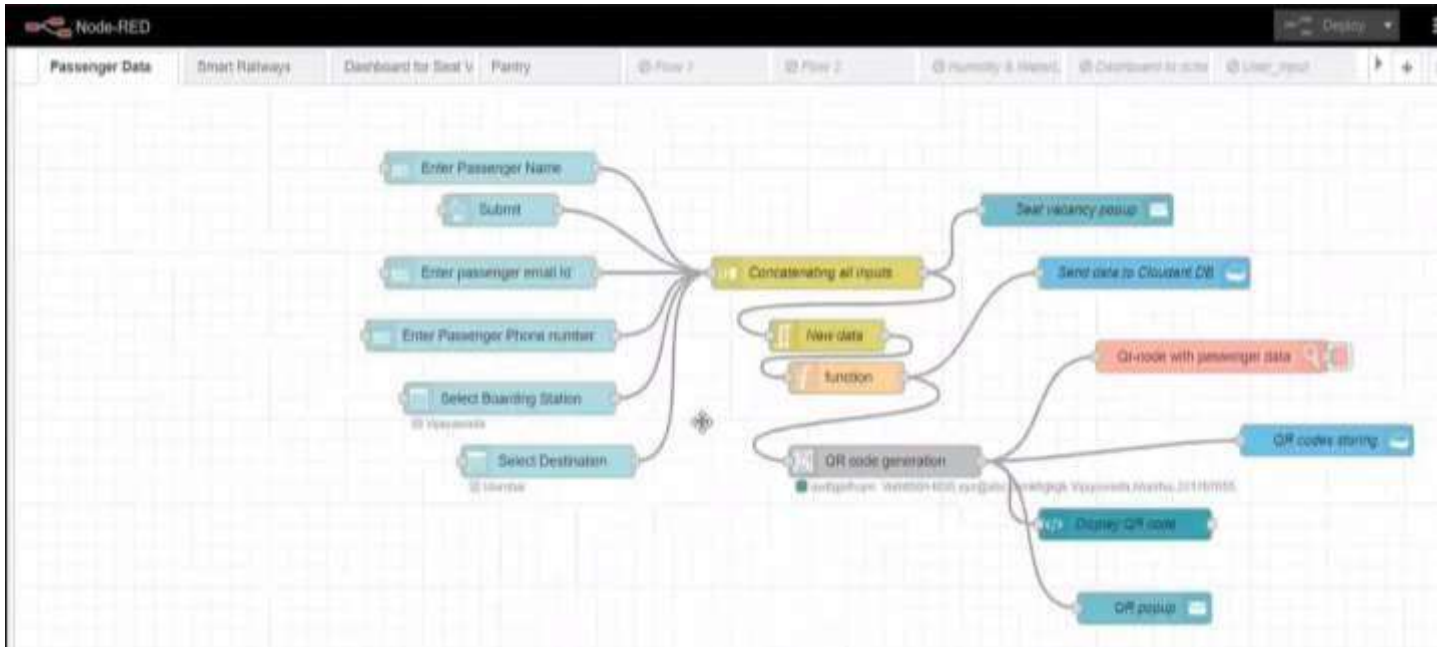 Node-RED
Deploy
Passenger Data
Smart Railways
Dashboard for Seat V
Pantry
Flow 1
Flow 2
Humidity &
User_input
Enter Passenger Name
Submit
Seat vacancy popup
Enter passenger email Id
Concatenating all inputs
Send data to Cloudant DB
Enter Passenger Phone number
New data
Qr-node with passenger data
function
Select Boarding Station
Vijayawada
QR codes storing
Select Destination
QR code generation
Mumbai
Display QR code
QR popup